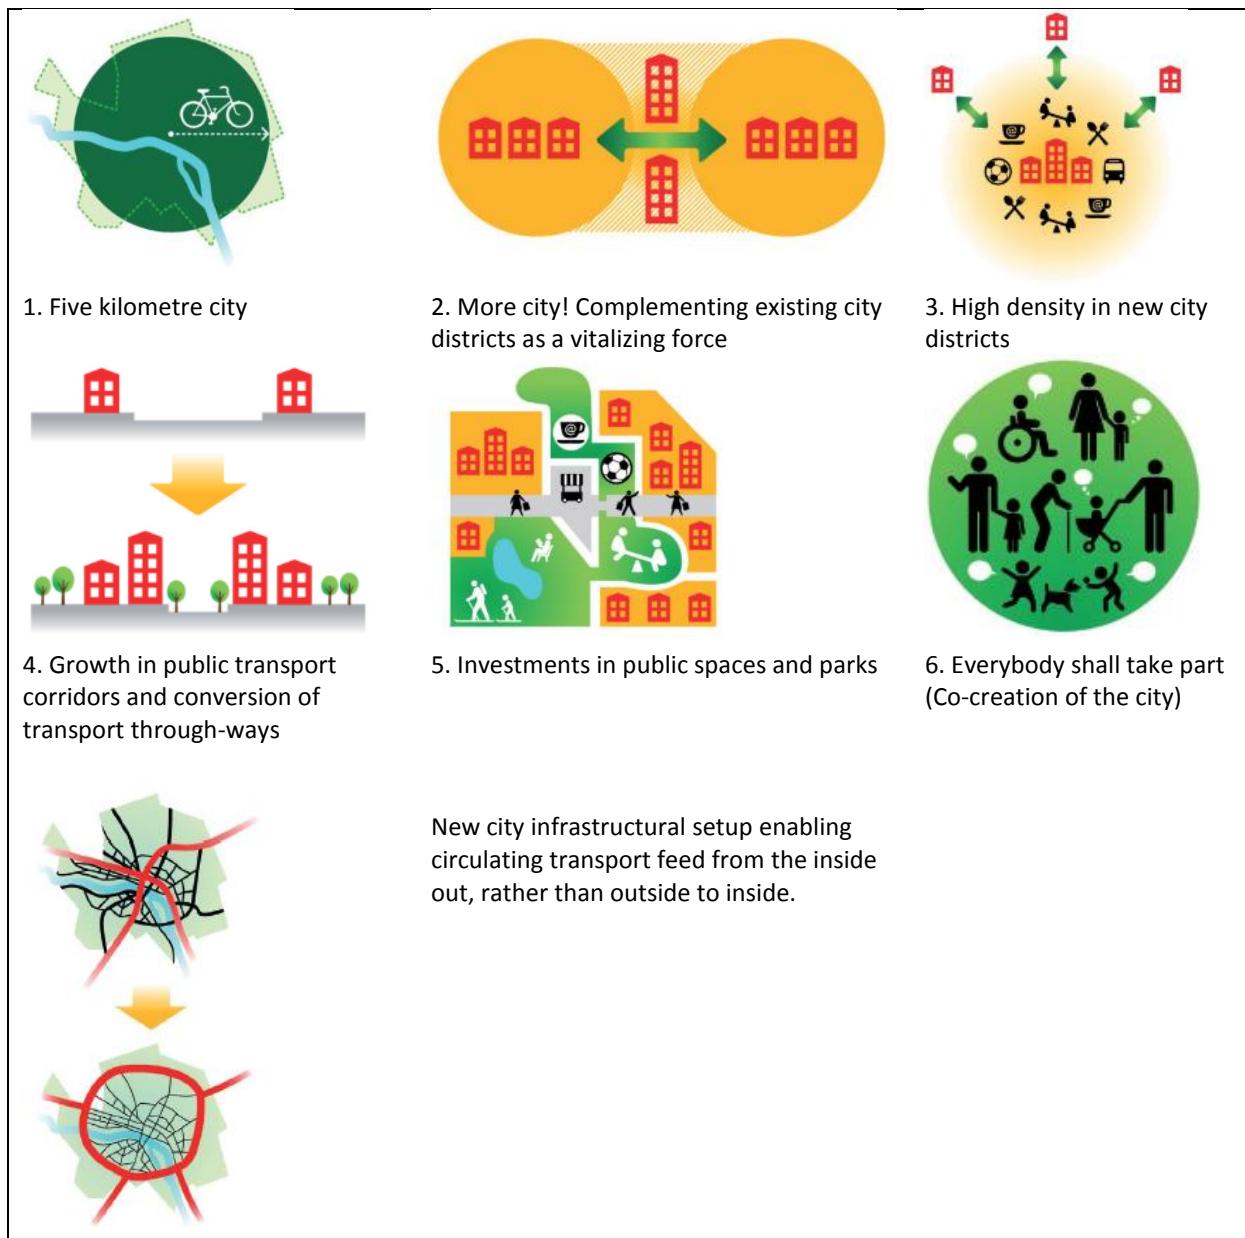 1. Five kilometre city
2. More city! Complementing existing city
districts as a vitalizing force
3. High density in new city
districts
4. Growth in public transport
corridors and conversion of
transport through-ways
5. Investments in public spaces and parks
6. Everybody shall take part
(Co-creation of the city)
New city infrastructural setup enabling
circulating transport feed from the inside
out, rather than outside to inside.